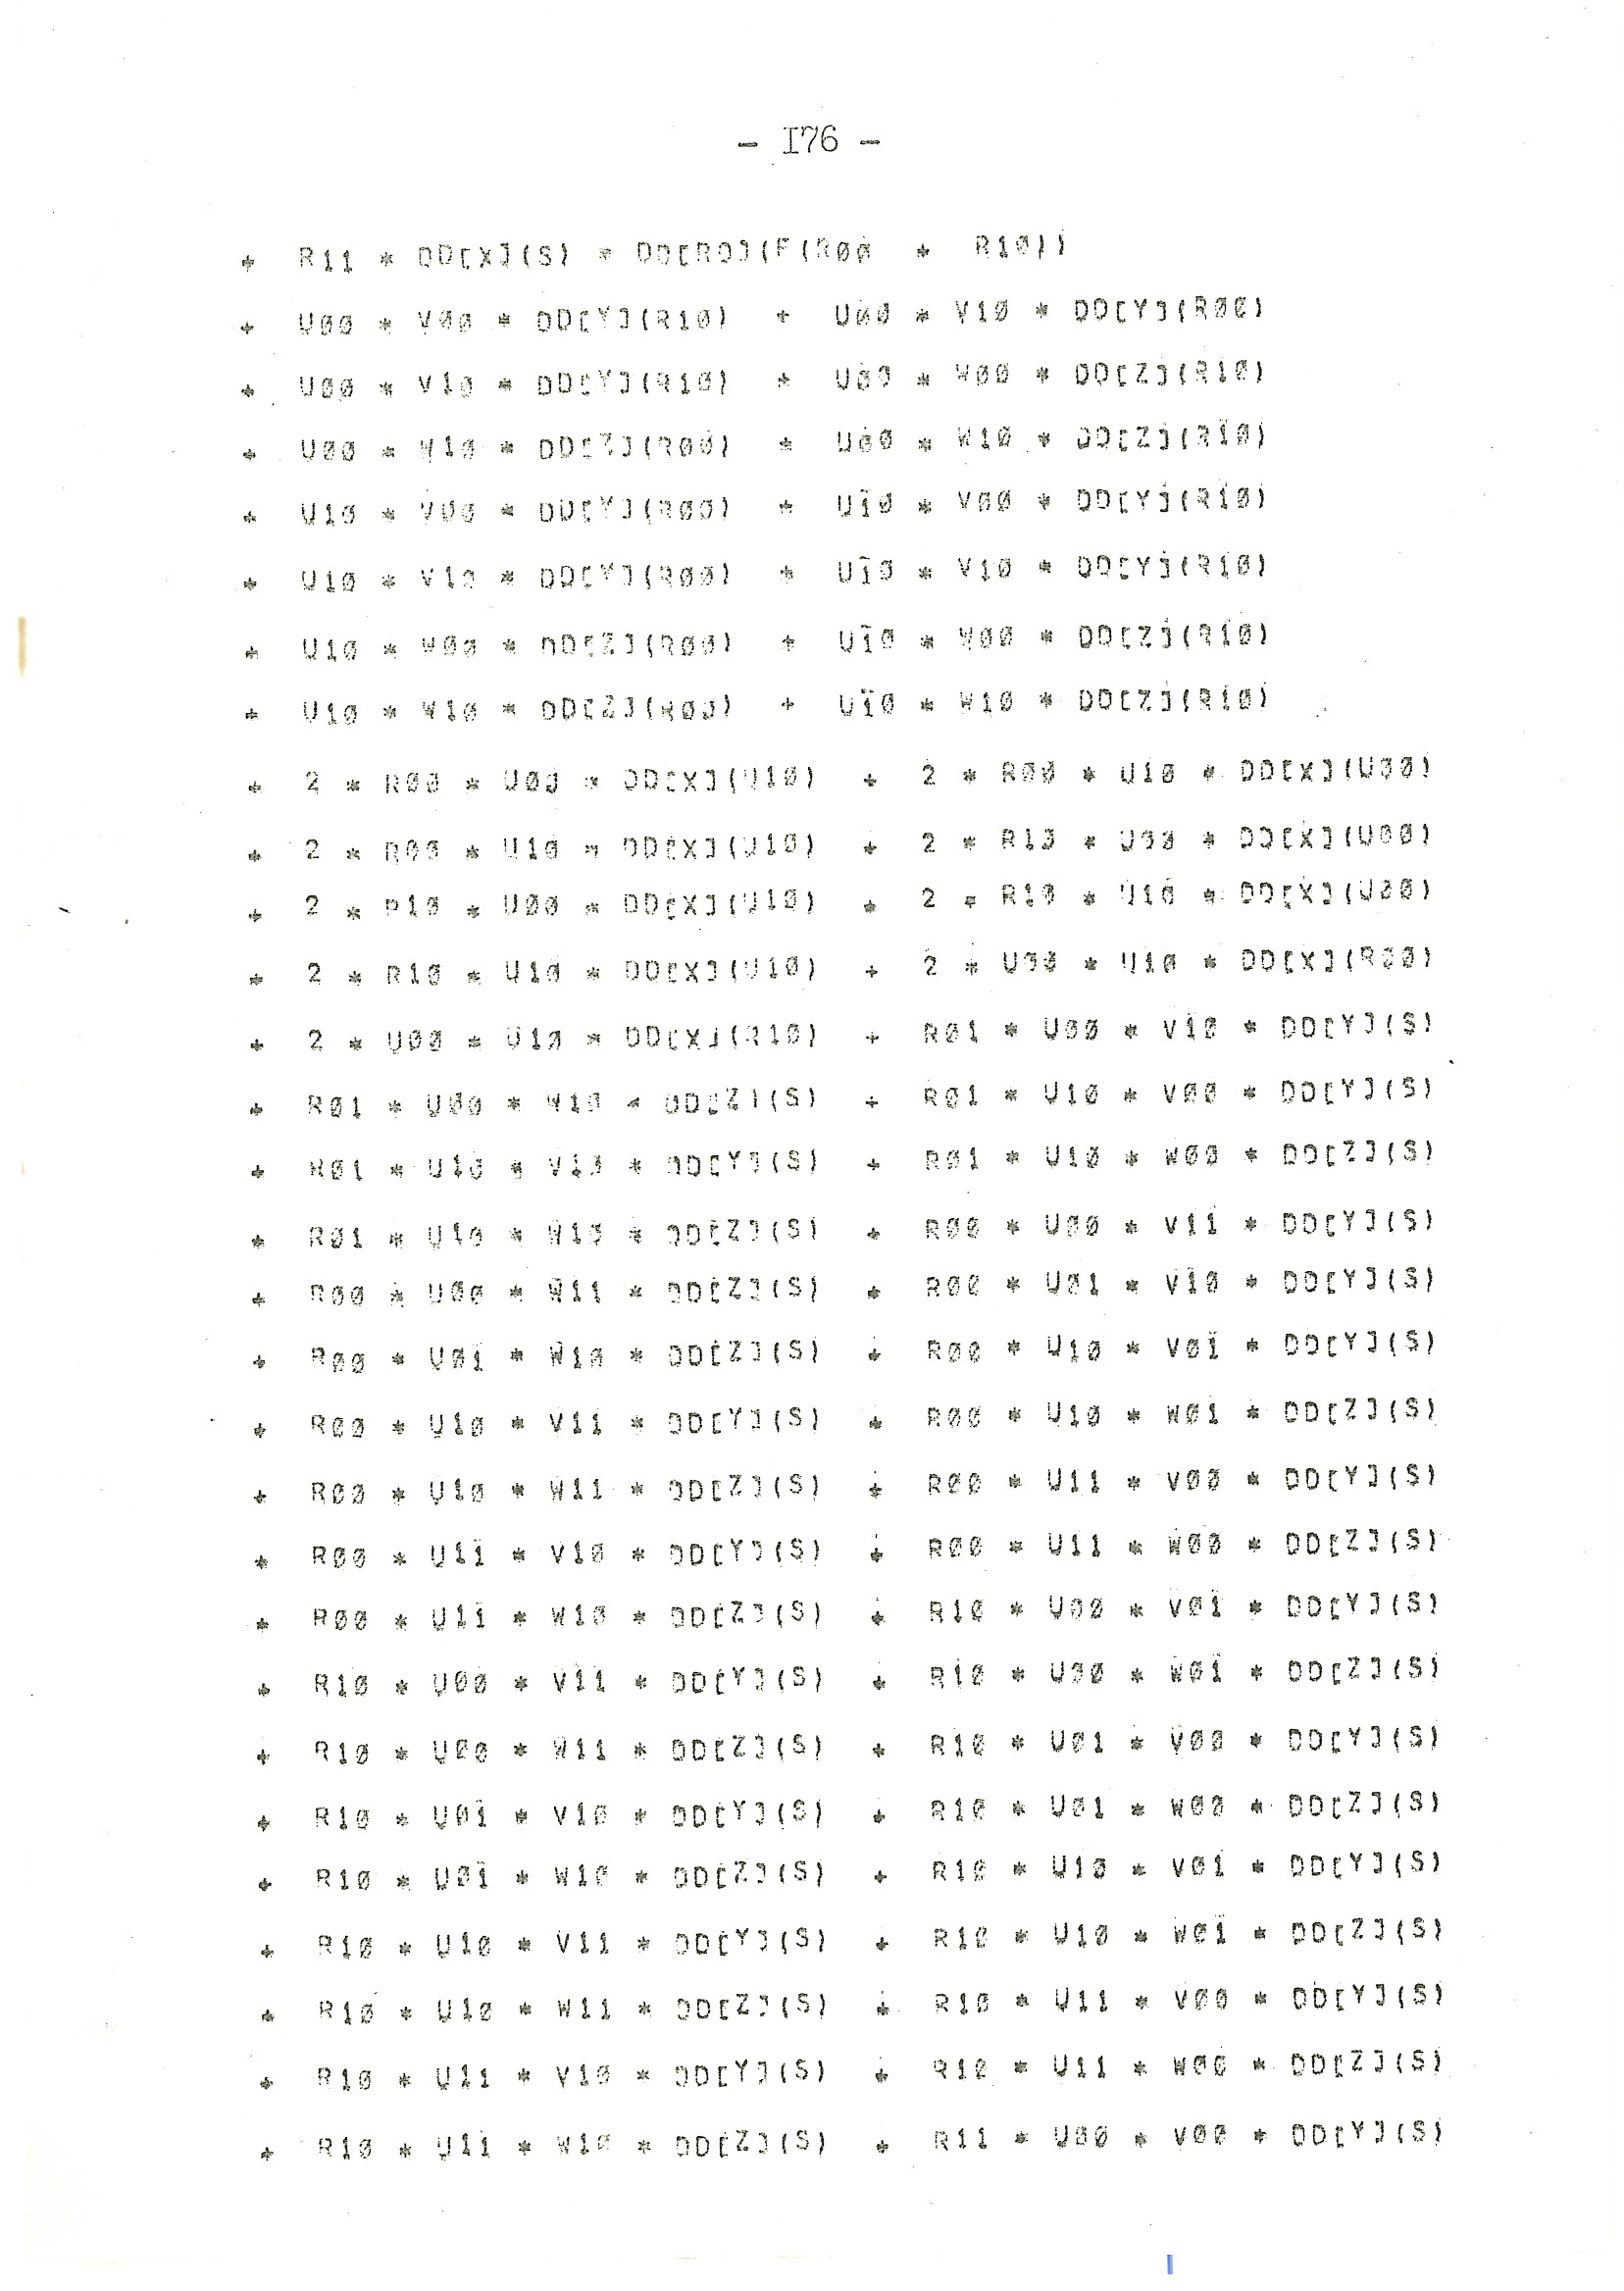 - I76 -
+ R11 * DD[X](S) * DD[RO](F(R00 + R10))
+ U00 * V00 * DD[Y](R10) + U00 * V10 * DD[Y](R00)
+ U00 * V10 * DD[Y](R10) + U00 * W00 * DD[Z](R10)
+ U00 * W10 * DD[Z](R00) + U00 * W10 * DD[Z](R10)
+ U10 * V00 * DD[Y](R00) + U10 * V00 * DD[Y](R10)
+ U10 * V10 * DD[Y](R00) + U10 * V10 * DD[Y](R10)
+ U10 * W00 * DD[Z](R00) + U10 * W00 * DD[Z](R10)
+ U10 * W10 * DD[Z](R00) + U10 * W10 * DD[Z](R10)
+ 2 * R00 * U00 * DD[X](U10) + 2 * R00 * U10 * DD[X](U00)
+ 2 * R00 * U10 * DD[X](U10) + 2 * R10 * U00 * DD[X](U00)
+ 2 * R10 * U00 * DD[X](U10) + 2 * R10 * U10 * DD[X](U00)
+ 2 * R10 * U10 * DD[X](U10) + 2 * U00 * U10 * DD[X](R00)
+ 2 * U00 * U10 * DD[X](R10) + R01 * U00 * V10 * DD[Y](S)
+ R01 * U00 * W10 * DD[Z](S) + R01 * U10 * V00 * DD[Y](S)
+ R01 * U10 * V10 * DD[Y](S) + R01 * U10 * W00 * DD[Z](S)
+ R01 * U10 * W10 * DD[Z](S) + R00 * U00 * V11 * DD[Y](S)
+ R00 * U00 * W11 * DD[Z](S) + R00 * U01 * V10 * DD[Y](S)
+ R00 * U01 * W10 * DD[Z](S) + R00 * U10 * V01 * DD[Y](S)
+ R00 * U10 * V11 * DD[Y](S) + R00 * U10 * W01 * DD[Z](S)
+ R00 * U10 * W11 * DD[Z](S) + R00 * U11 * V00 * DD[Y](S)
+ R00 * U11 * V10 * DD[Y](S) + R00 * U11 * W00 * DD[Z](S)
+ R00 * U11 * W10 * DD[Z](S) + R10 * U00 * V01 * DD[Y](S)
+ R10 * U00 * V11 * DD[Y](S) + R10 * U00 * W01 * DD[Z](S)
+ R10 * U00 * W11 * DD[Z](S) + R10 * U01 * V00 * DD[Y](S)
+ R10 * U01 * V10 * DD[Y](S) + R10 * U01 * W00 * DD[Z](S)
+ R10 * U01 * W10 * DD[Z](S) + R10 * U10 * V01 * DD[Y](S)
+ R10 * U10 * V11 * DD[Y](S) + R10 * U10 * W01 * DD[Z](S)
+ R10 * U10 * W11 * DD[Z](S) + R10 * U11 * V00 * DD[Y](S)
+ R10 * U11 * V10 * DD[Y](S) + R10 * U11 * W00 * DD[Z](S)
+ R10 * U11 * W10 * DD[Z](S) + R11 * U00 * V00 * DD[Y](S)